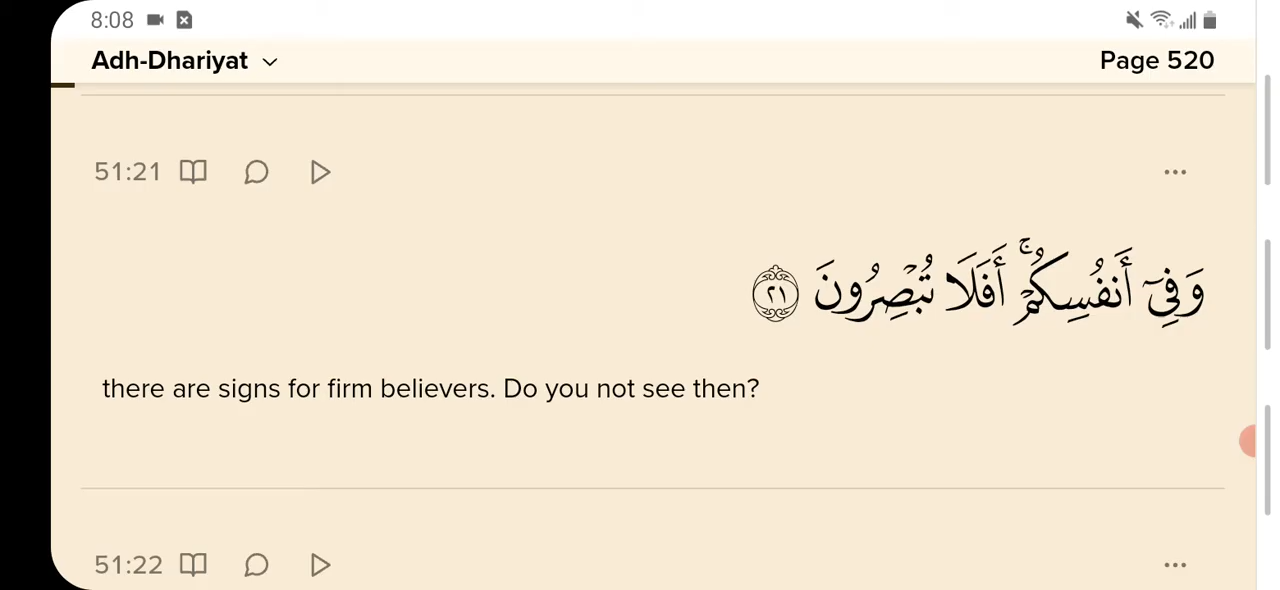 8:08
Adh-Dhariyat
Page 520
51:21
وَفِىٓ أَنفُسِكُمْ ۚ أَفَلَا تُبْصِرُونَ ٢١
there are signs for firm believers. Do you not see then?
51:22